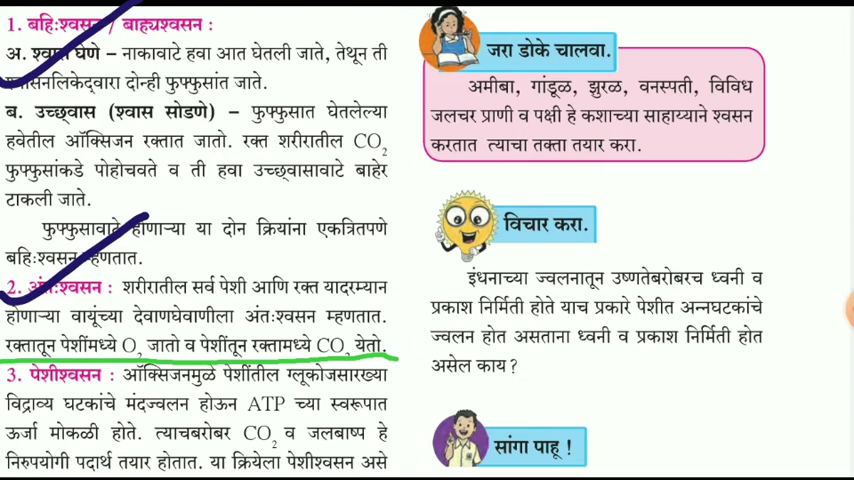 1. बहिःश्वसन / बाह्यश्वसन :
अ. श्वास घेणे – नाकावाटे हवा आत घेतली जाते, तेथून ती
श्वासनलिकेद्वारा दोन्ही फुफ्फुसांत जाते.
ब. उच्छ्वास (श्वास सोडणे) – फुफ्फुसात घेतलेल्या
हवेतील ऑक्सिजन रक्तात जातो. रक्त शरीरातील CO₂
फुफ्फुसांकडे पोहोचवते व ती हवा उच्छ्वासावाटे बाहेर
टाकली जाते.
फुफ्फुसावाटे होणाऱ्या या दोन क्रियांना एकत्रितपणे
बहिःश्वसन म्हणतात.
2. अंतःश्वसन : शरीरातील सर्व पेशी आणि रक्त यादरम्यान
होणाऱ्या वायूंच्या देवाणघेवाणीला अंतःश्वसन म्हणतात.
रक्तातून पेशींमध्ये O₂ जातो व पेशींतून रक्तामध्ये CO₂ येतो.
3. पेशीश्वसन : ऑक्सिजनमुळे पेशींतील ग्लूकोजसारख्या
विद्राव्य घटकांचे मंदज्वलन होऊन ATP च्या स्वरूपात
ऊर्जा मोकळी होते. त्याचबरोबर CO₂ व जलबाष्प हे
निरुपयोगी पदार्थ तयार होतात. या क्रियेला पेशीश्वसन असे
जरा डोके चालवा.
अमीबा, गांडूळ, झुरळ, वनस्पती, विविध
जलचर प्राणी व पक्षी हे कशाच्या साहाय्याने श्वसन
करतात त्याचा तक्ता तयार करा.
विचार करा.
इंधनाच्या ज्वलनातून उष्णतेबरोबरच ध्वनी व
प्रकाश निर्मिती होते याच प्रकारे पेशीत अन्नघटकांचे
ज्वलन होत असताना ध्वनी व प्रकाश निर्मिती होत
असेल काय ?
सांगा पाहू !